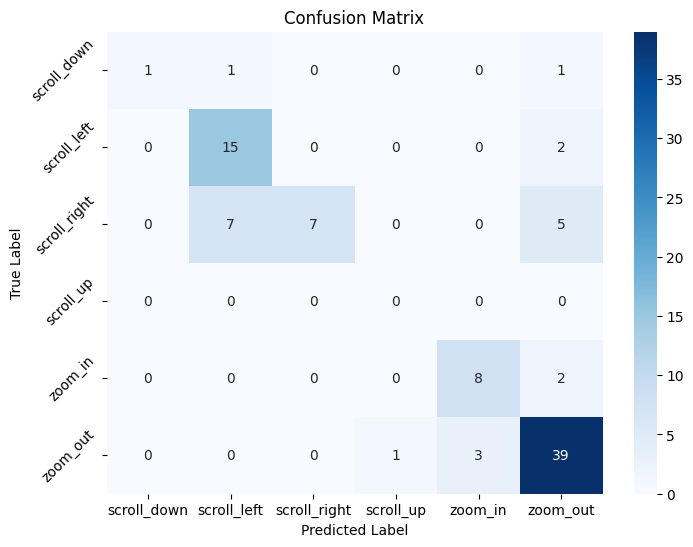 Confusion Matrix
True Label
scroll_down 1 1 0 0 0 1
scroll_left 0 15 0 0 0 2
scroll_right 0 7 7 0 0 5
scroll_up 0 0 0 0 0 0
zoom_in 0 0 0 0 8 2
zoom_out 0 0 0 1 3 39
scroll_down scroll_left scroll_right scroll_up zoom_in zoom_out
Predicted Label
35
30
25
20
15
10
5
0